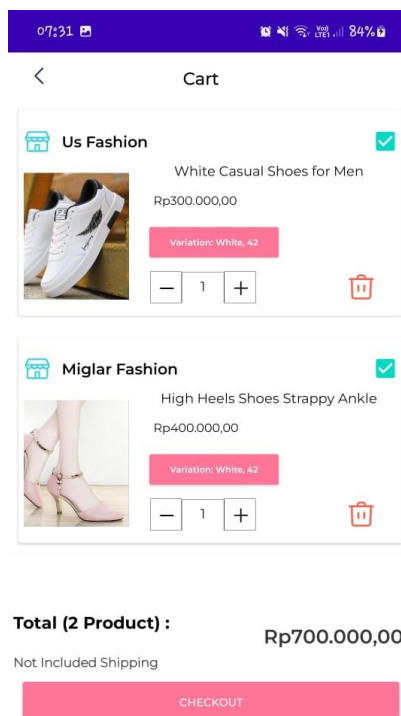 07:31 84%
Cart
Us Fashion
White Casual Shoes for Men
Rp300.000,00
Variation: White, 42
1
Miglar Fashion
High Heels Shoes Strappy Ankle
Rp400.000,00
Variation: White, 42
1
Total (2 Product) :
Rp700.000,00
Not Included Shipping
CHECKOUT